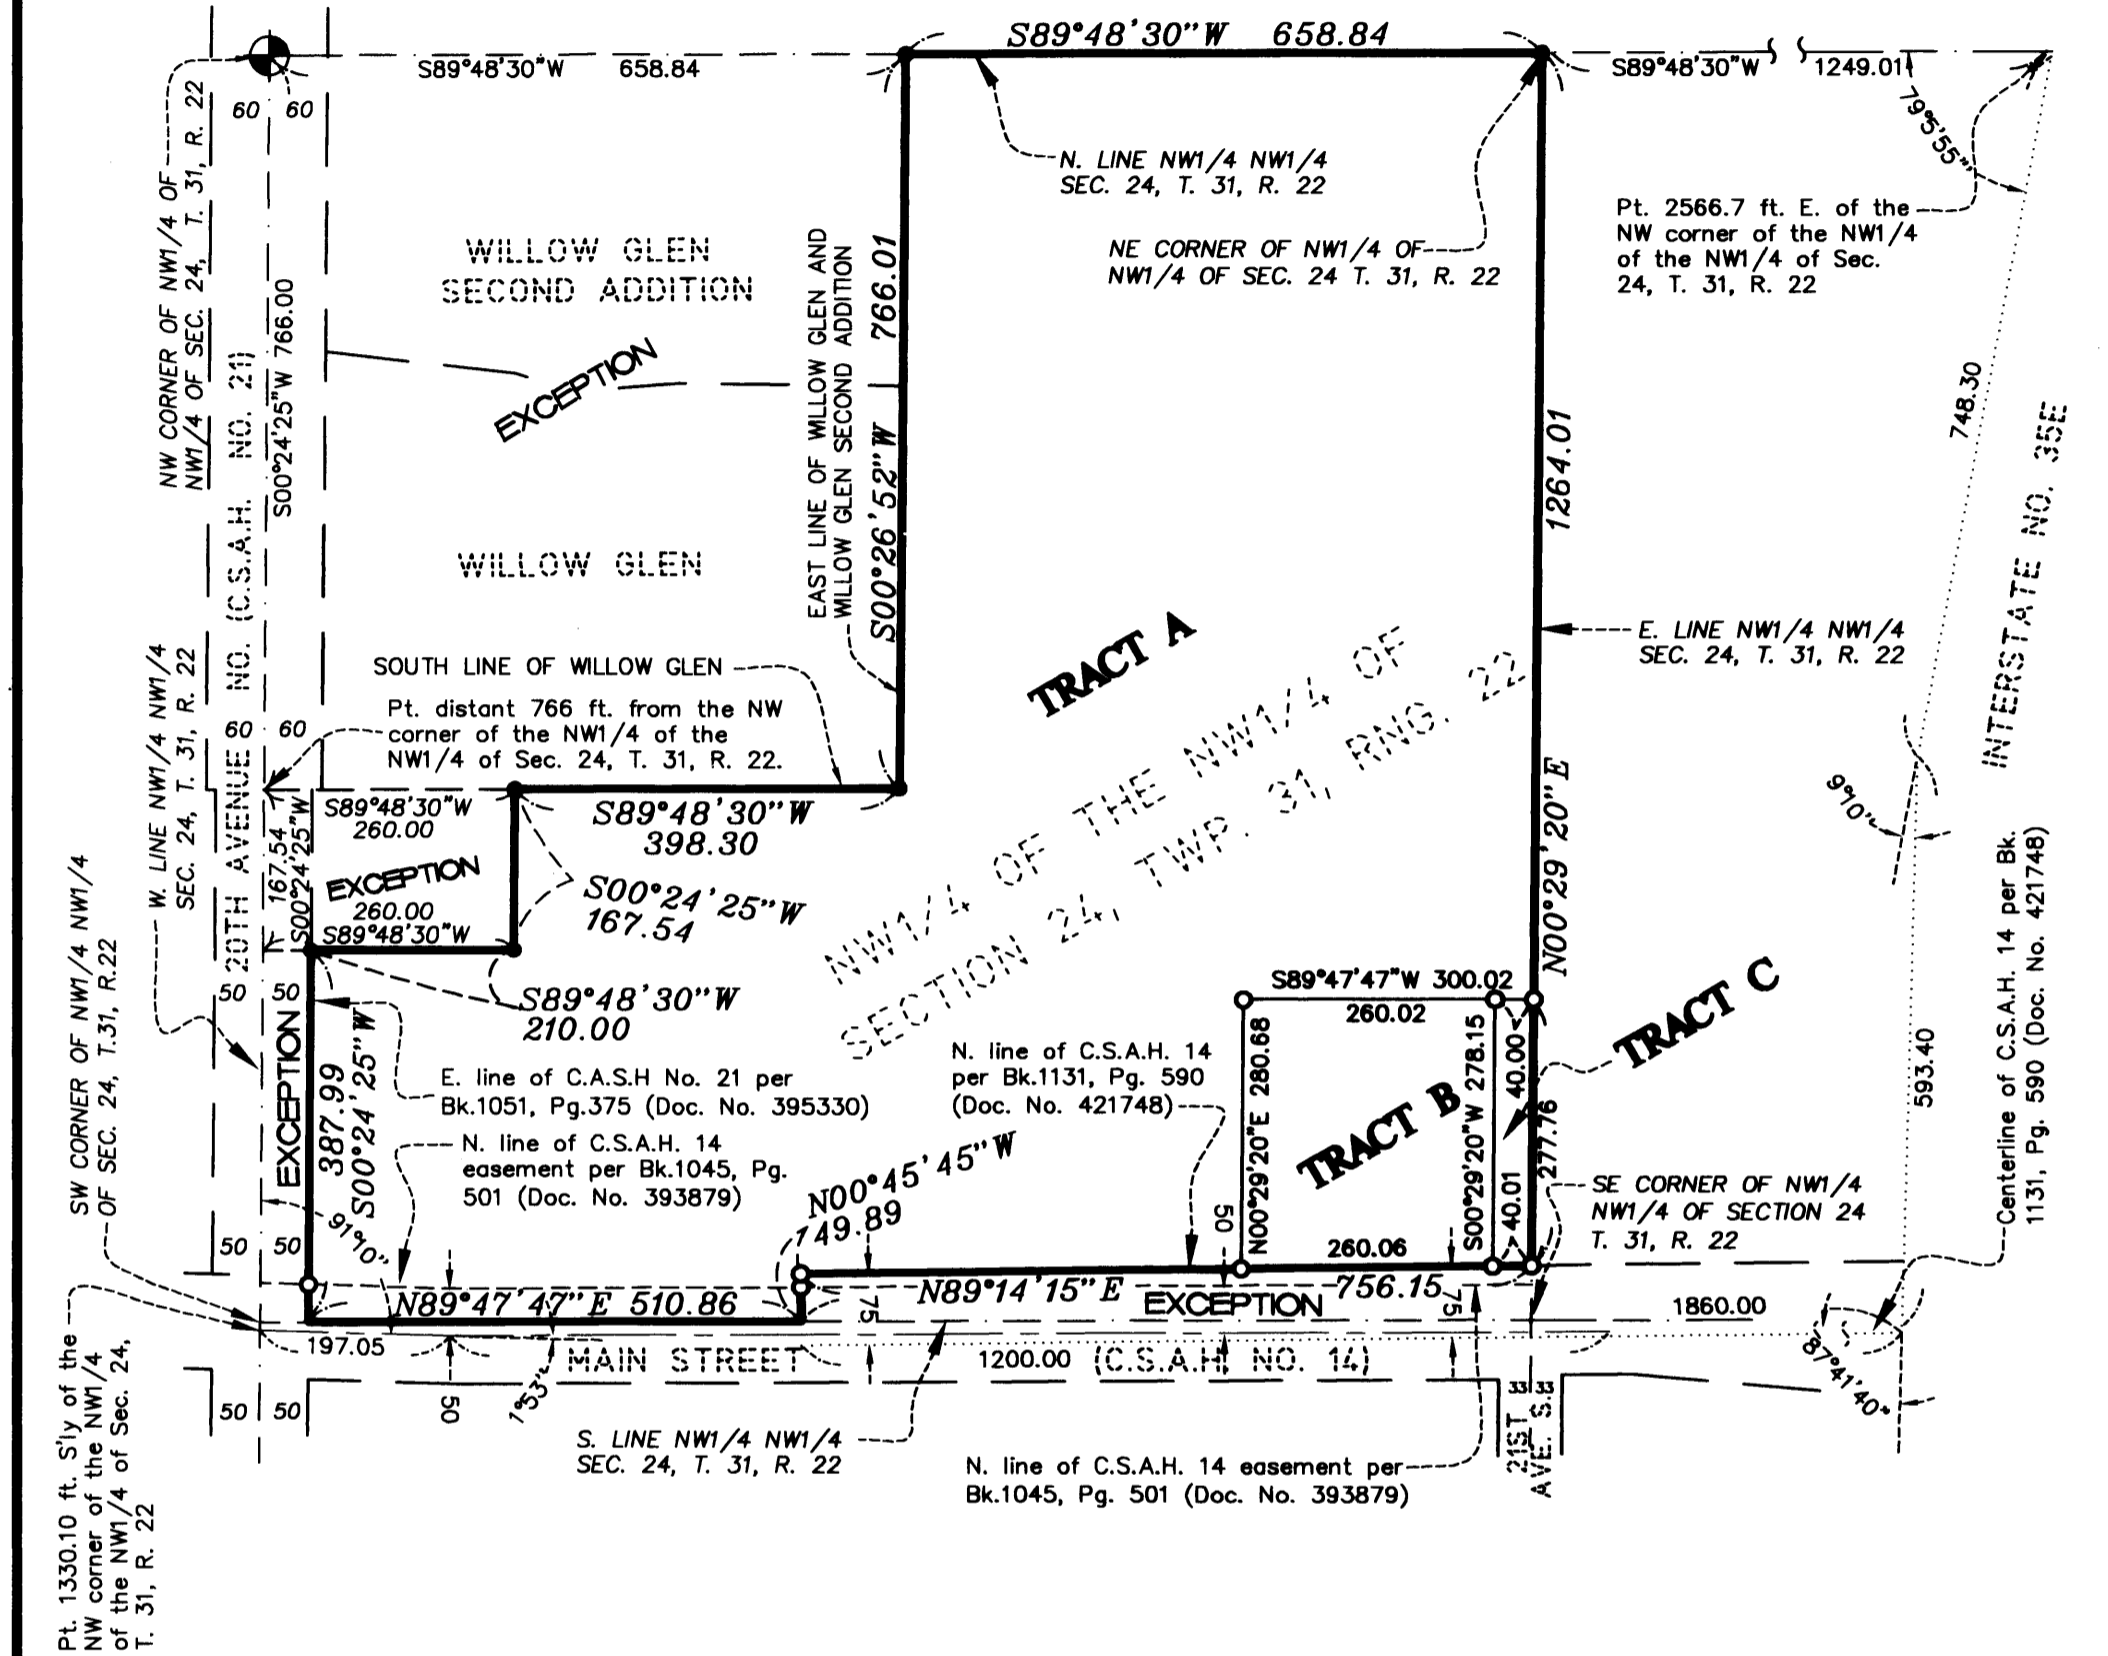 S89°48'30"W 658.84
S89°48'30"W 658.84
S89°48'30"W 1249.01
60 60
79°5'55"
NW CORNER OF NW1/4 OF
NW1/4 OF SEC. 24, T. 31, R. 22
S00°24'25"W 766.00
N. LINE NW1/4 NW1/4
SEC. 24, T. 31, R. 22
NE CORNER OF NW1/4 OF
NW1/4 OF SEC. 24 T. 31, R. 22
Pt. 2566.7 ft. E. of the
NW corner of the NW1/4
of the NW1/4 of Sec.
24, T. 31, R. 22
WILLOW GLEN
SECOND ADDITION
EXCEPTION
WILLOW GLEN
EAST LINE OF WILLOW GLEN AND
WILLOW GLEN SECOND ADDITION
S00°26'52"W 766.01
1264.01
N00°29'20"E
748.30
INTERSTATE NO. 35E
E. LINE NW1/4 NW1/4
SEC. 24, T. 31, R. 22
20TH AVENUE NO. (C.S.A.H. NO. 21)
W. LINE NW1/4 NW1/4
SEC. 24, T. 31, R. 22
SOUTH LINE OF WILLOW GLEN
Pt. distant 766 ft. from the NW
corner of the NW1/4 of the
NW1/4 of Sec. 24, T. 31, R. 22.
60 60
TRACT A
NW1/4 OF THE NW1/4 OF
SECTION 24, TWP. 31, RNG. 22
S89°48'30"W
260.00
S89°48'30"W
398.30
167.54
S00°24'25"W
EXCEPTION
260.00
S89°48'30"W
S00°24'25"W
167.54
9°10"
S89°48'30"W
210.00
50 50
EXCEPTION
387.99
S00°24'25"W
E. line of C.A.S.H No. 21 per
Bk.1051, Pg.375 (Doc. No. 395330)
N. line of C.S.A.H. 14
easement per Bk.1045, Pg.
501 (Doc. No. 393879)
N. line of C.S.A.H. 14
per Bk.1131, Pg. 590
(Doc. No. 421748)
S89°47'47"W 300.02
260.02
N00°29'20"E 280.68
S00°29'20"W 278.15
40.00
277.76
40.01
TRACT B
TRACT C
593.40
Centerline of C.S.A.H. 14 per Bk.
1131, Pg. 590 (Doc. No. 421748)
SW CORNER OF NW1/4 NW1/4
OF SEC. 24, T.31, R.22
91°10"
50 50
N00°45'45"W
49.89
50
260.06
SE CORNER OF NW1/4
NW1/4 OF SECTION 24
T. 31, R. 22
N89°47'47"E 510.86
N89°14'15"E 756.15
EXCEPTION
75
75
1860.00
197.05
MAIN STREET (C.S.A.H. NO. 14)
1200.00
87°41'40"
50 50
50
1°53"
33 33
21ST
AVE. S.
S. LINE NW1/4 NW1/4
SEC. 24, T. 31, R. 22
N. line of C.S.A.H. 14 easement per
Bk.1045, Pg. 501 (Doc. No. 393879)
Pt. 1330.10 ft. S'ly of the
NW corner of the NW1/4
of the NW1/4 of Sec. 24,
T. 31, R. 22